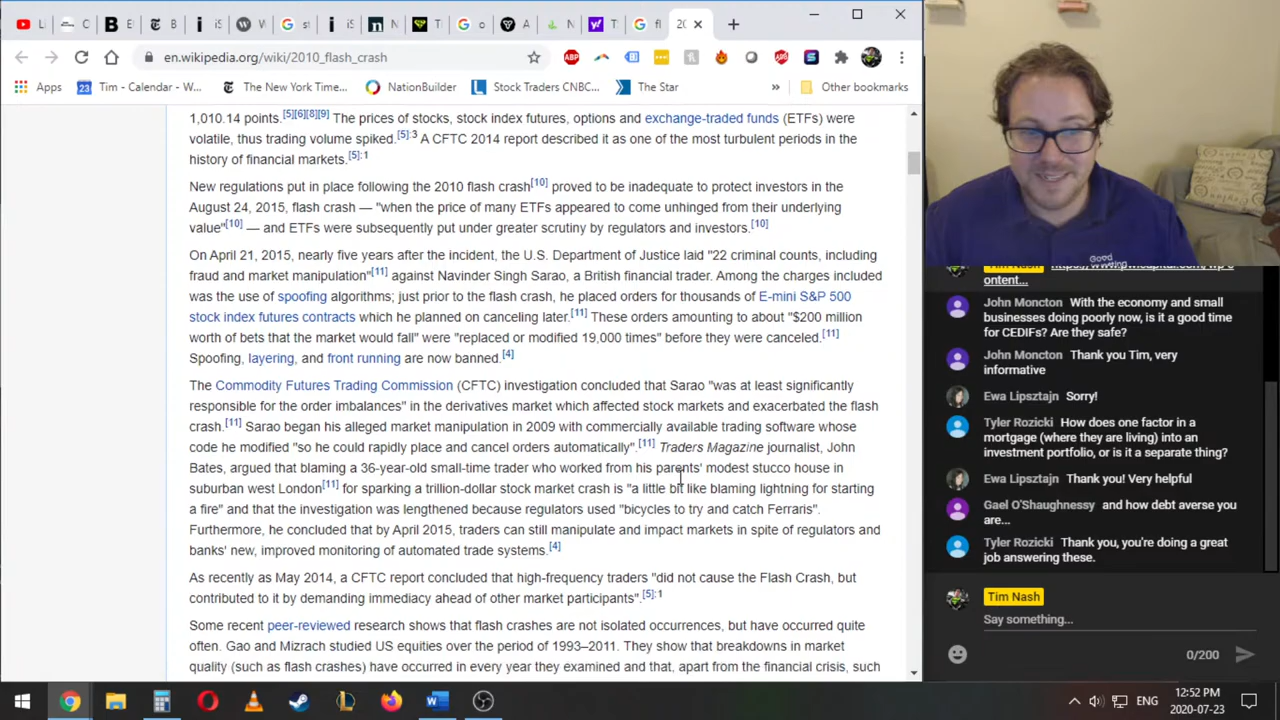 Li
C
E
B
i
iS
W
G
s
i
iS
N
T
G
o
A
N
T
G
fl
20
en.wikipedia.org/wiki/2010_flash_crash
Apps
Tim - Calendar - W...
The New York Time...
NationBuilder
Stock Traders CNBC...
The Star
»
Other bookmarks
1,010.14 points.[5][6][8][9] The prices of stocks, stock index futures, options and exchange-traded funds (ETFs) were
volatile, thus trading volume spiked.[5]:3 A CFTC 2014 report described it as one of the most turbulent periods in the
history of financial markets.[5]:1
New regulations put in place following the 2010 flash crash[10] proved to be inadequate to protect investors in the
August 24, 2015, flash crash — "when the price of many ETFs appeared to come unhinged from their underlying
value"[10] — and ETFs were subsequently put under greater scrutiny by regulators and investors.[10]
On April 21, 2015, nearly five years after the incident, the U.S. Department of Justice laid "22 criminal counts, including
fraud and market manipulation"[11] against Navinder Singh Sarao, a British financial trader. Among the charges included
was the use of spoofing algorithms; just prior to the flash crash, he placed orders for thousands of E-mini S&P 500
stock index futures contracts which he planned on canceling later.[11] These orders amounting to about "$200 million
worth of bets that the market would fall" were "replaced or modified 19,000 times" before they were canceled.[11]
Spoofing, layering, and front running are now banned.[4]
The Commodity Futures Trading Commission (CFTC) investigation concluded that Sarao "was at least significantly
responsible for the order imbalances" in the derivatives market which affected stock markets and exacerbated the flash
crash.[11] Sarao began his alleged market manipulation in 2009 with commercially available trading software whose
code he modified "so he could rapidly place and cancel orders automatically".[11] Traders Magazine journalist, John
Bates, argued that blaming a 36-year-old small-time trader who worked from his parents' modest stucco house in
suburban west London[11] for sparking a trillion-dollar stock market crash is "a little bit like blaming lightning for starting
a fire" and that the investigation was lengthened because regulators used "bicycles to try and catch Ferraris".
Furthermore, he concluded that by April 2015, traders can still manipulate and impact markets in spite of regulators and
banks' new, improved monitoring of automated trade systems.[4]
As recently as May 2014, a CFTC report concluded that high-frequency traders "did not cause the Flash Crash, but
contributed to it by demanding immediacy ahead of other market participants".[5]:1
Some recent peer-reviewed research shows that flash crashes are not isolated occurrences, but have occurred quite
often. Gao and Mizrach studied US equities over the period of 1993–2011. They show that breakdowns in market
quality (such as flash crashes) have occurred in every year they examined and that, apart from the financial crisis, such
Good
Tim Nash
ontent...
John Moncton With the economy and small
businesses doing poorly now, is it a good time
for CEDIFs? Are they safe?
John Moncton Thank you Tim, very
informative
Ewa Lipsztajn Sorry!
Tyler Rozicki How does one factor in a
mortgage (where they are living) into an
investment portfolio, or is it a separate thing?
Ewa Lipsztajn Thank you! Very helpful
Gael O'Shaughnessy and how debt averse you
are...
Tyler Rozicki Thank you, you're doing a great
job answering these.
Tim Nash
Say something...
0/200
ENG
12:52 PM
2020-07-23